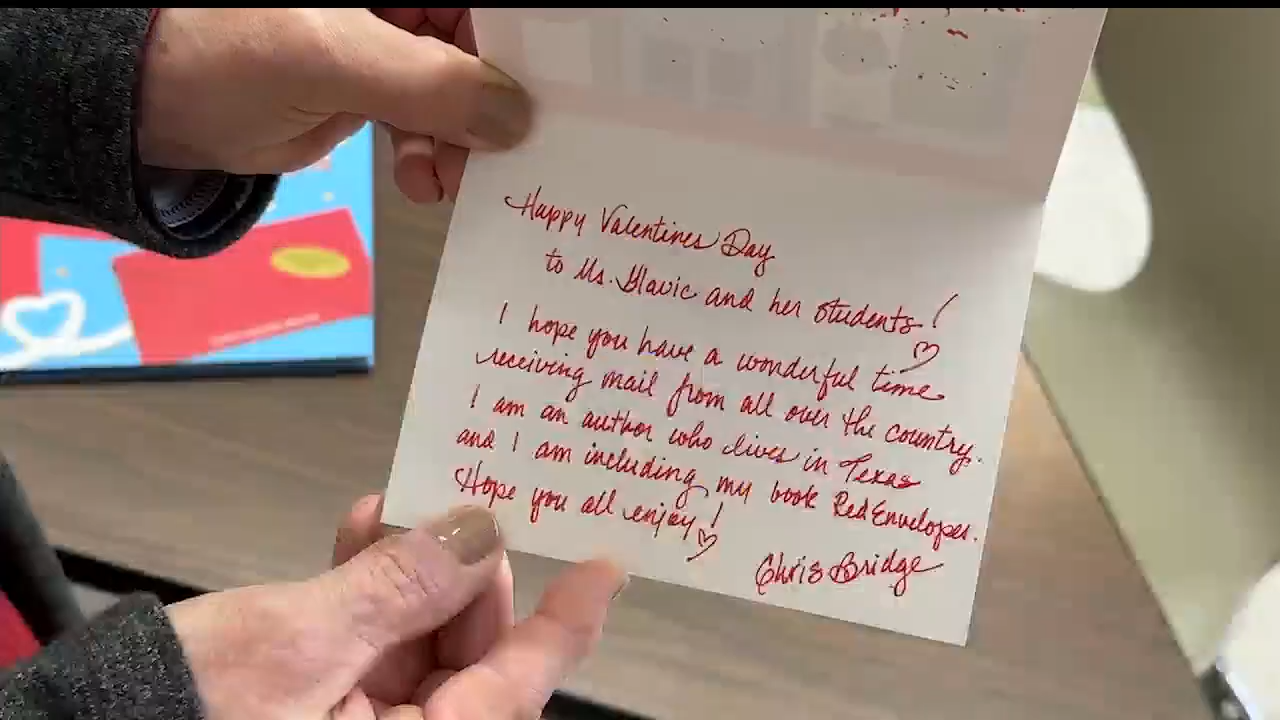 Happy Valentines Day
to Ms. Glavic and her students!
I hope you have a wonderful time
receiving mail from all over the country.
I am an author who lives in Texas
and I am including my book Red Envelopes.
Hope you all enjoy!
Chris Bridge